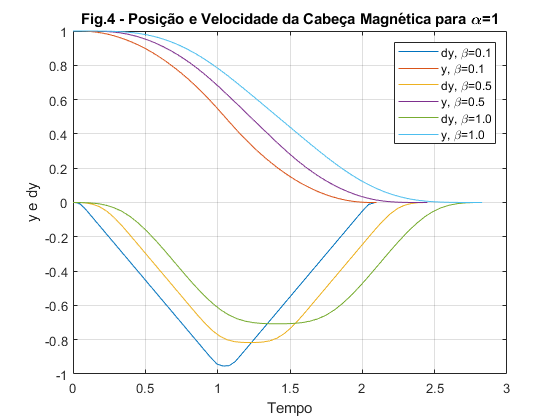 Fig.4 - Posição e Velocidade da Cabeça Magnética para α=1
1
0.8
0.6
0.4
0.2
0
-0.2
-0.4
-0.6
-0.8
-1
y e dy
dy, β=0.1
y, β=0.1
dy, β=0.5
y, β=0.5
dy, β=1.0
y, β=1.0
0 0.5 1 1.5 2 2.5 3
Tempo